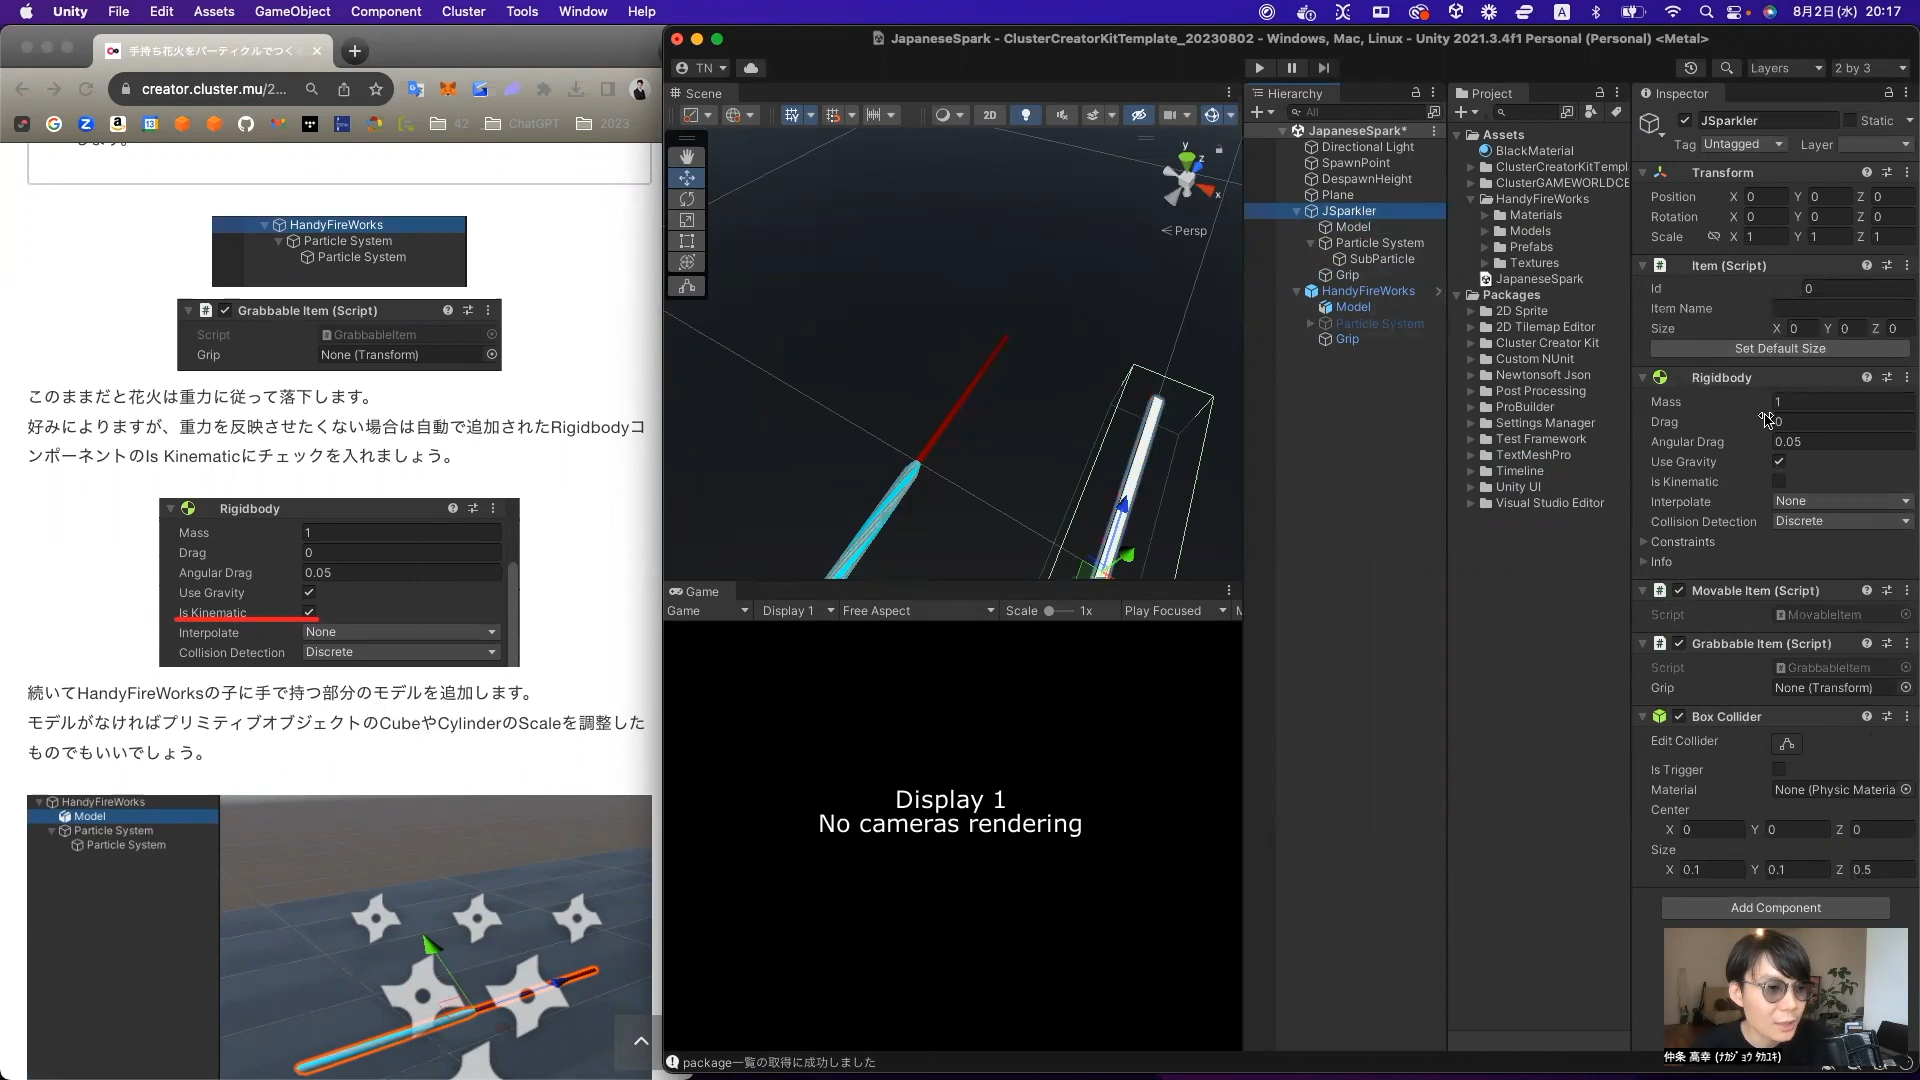 Unity File Edit Assets GameObject Component Cluster Tools Window Help
A 8月2日(水) 20:17
手持ち花火をパーティクルでつく
creator.cluster.mu/2...
42 ChatGPT 2023
HandyFireWorks
Particle System
Particle System
Grabbable Item (Script)
Script GrabbableItem
Grip None (Transform)
このままだと花火は重力に従って落下します。
好みによりますが、重力を反映させたくない場合は自動で追加されたRigidbodyコ
ンポーネントのIs Kinematicにチェックを入れましょう。
Rigidbody
Mass 1
Drag 0
Angular Drag 0.05
Use Gravity
Is Kinematic
Interpolate None
Collision Detection Discrete
続いてHandyFireWorksの子に手で持つ部分のモデルを追加します。
モデルがなければプリミティブオブジェクトのCubeやCylinderのScaleを調整した
ものでもいいでしょう。
HandyFireWorks
Model
Particle System
Particle System
JapaneseSpark - ClusterCreatorKitTemplate_20230802 - Windows, Mac, Linux - Unity 2021.3.4f1 Personal (Personal) <Metal>
TN
Layers 2 by 3
Scene
2D
y
z
x
Persp
Game
Game Display 1 Free Aspect Scale 1x Play Focused
Display 1
No cameras rendering
package一覧の取得に成功しました
Hierarchy
All
JapaneseSpark*
Directional Light
SpawnPoint
DespawnHeight
Plane
JSparkler
Model
Particle System
SubParticle
Grip
HandyFireWorks
Model
Particle System
Grip
Project
Assets
BlackMaterial
ClusterCreatorKitTempl
ClusterGAMEWORLDCE
HandyFireWorks
Materials
Models
Prefabs
Textures
JapaneseSpark
Packages
2D Sprite
2D Tilemap Editor
Cluster Creator Kit
Custom NUnit
Newtonsoft Json
Post Processing
ProBuilder
Settings Manager
Test Framework
TextMeshPro
Timeline
Unity UI
Visual Studio Editor
Inspector
JSparkler Static
Tag Untagged Layer
Transform
Position X 0 Y 0 Z 0
Rotation X 0 Y 0 Z 0
Scale X 1 Y 1 Z 1
Item (Script)
Id 0
Item Name
Size X 0 Y 0 Z 0
Set Default Size
Rigidbody
Mass 1
Drag 0
Angular Drag 0.05
Use Gravity
Is Kinematic
Interpolate None
Collision Detection Discrete
Constraints
Info
Movable Item (Script)
Script MovableItem
Grabbable Item (Script)
Script GrabbableItem
Grip None (Transform)
Box Collider
Edit Collider
Is Trigger
Material None (Physic Materia
Center
X 0 Y 0 Z 0
Size
X 0.1 Y 0.1 Z 0.5
Add Component
仲条 高幸 (ナカジョウ タカユキ)